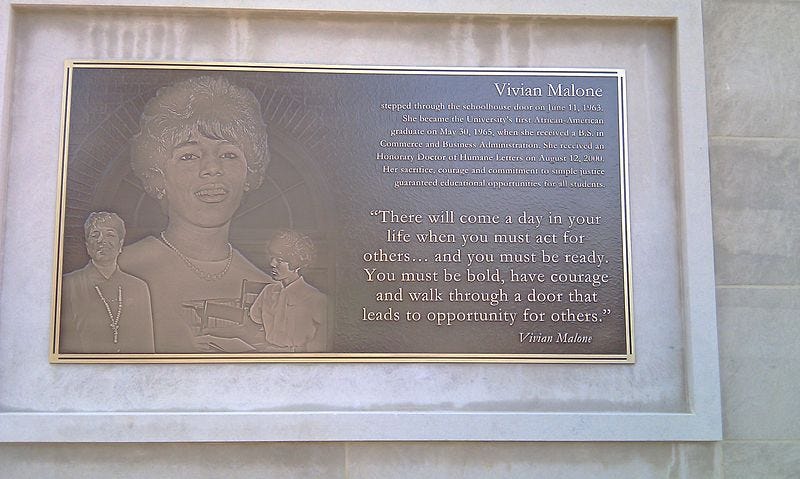 Vivian Malone
stepped through the schoolhouse door on June 11, 1963.
She became the University's first African-American
graduate on May 30, 1965, when she received a B.S. in
Commerce and Business Administration. She received an
Honorary Doctor of Humane Letters on August 12, 2000.
Her sacrifice, courage and commitment to simple justice
guaranteed educational opportunities for all students.
“There will come a day in your
life when you must act for
others... and you must be ready.
You must be bold, have courage
and walk through a door that
leads to opportunity for others.”
Vivian Malone